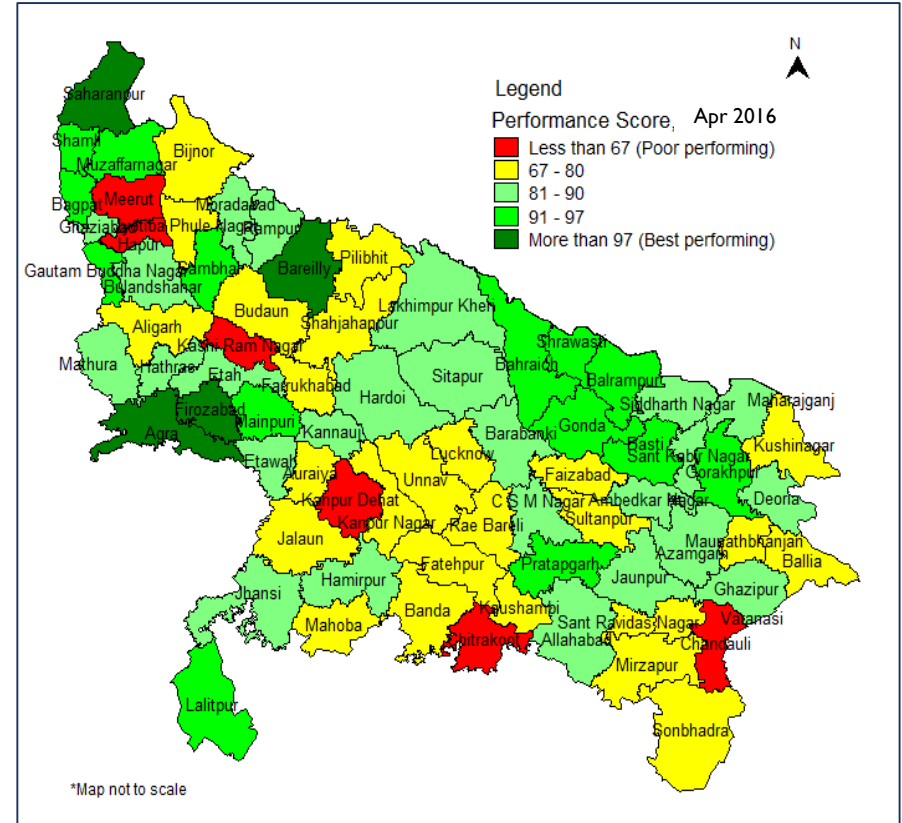 N
Legend
Performance Score, Apr 2016
Less than 67 (Poor performing)
67 - 80
81 - 90
91 - 97
More than 97 (Best performing)
Saharanpur
Shamli
Muzaffarnagar
Bijnor
Bagpat
Meerut
Moradabad
Ghaziabad
Phule Nagar
Rampur
Hapur
Gautam Buddha Nagar
Sambhal
Bareilly
Pilibhit
Bulandshahar
Budaun
Lakhimpur Kheri
Aligarh
Shahjahanpur
Kashi Ram Nagar
Shrawasti
Mathura
Hathras
Etah
Bahraich
Farrukhabad
Sitapur
Balrampur
Hardoi
Siddharth Nagar
Maharajganj
Firozabad
Agra
Mainpuri
Kannauj
Barabanki
Gonda
Basti
Kushinagar
Lucknow
Sant Kabir Nagar
Etawah
Gorakhpur
Auraiya
Unnav
Faizabad
Kanpur Dehat
C S M Nagar
Ambedkar Nagar
Deoria
Kanpur Nagar
Rae Bareli
Sultanpur
Jalaun
Maunathbhanjan
Azamgarh
Fatehpur
Pratapgarh
Ballia
Hamirpur
Jaunpur
Ghazipur
Jhansi
Banda
Kaushambi
Mahoba
Sant Ravidas Nagar
Varanasi
Chitrakoot
Allahabad
Chandauli
Mirzapur
Lalitpur
Sonbhadra
*Map not to scale